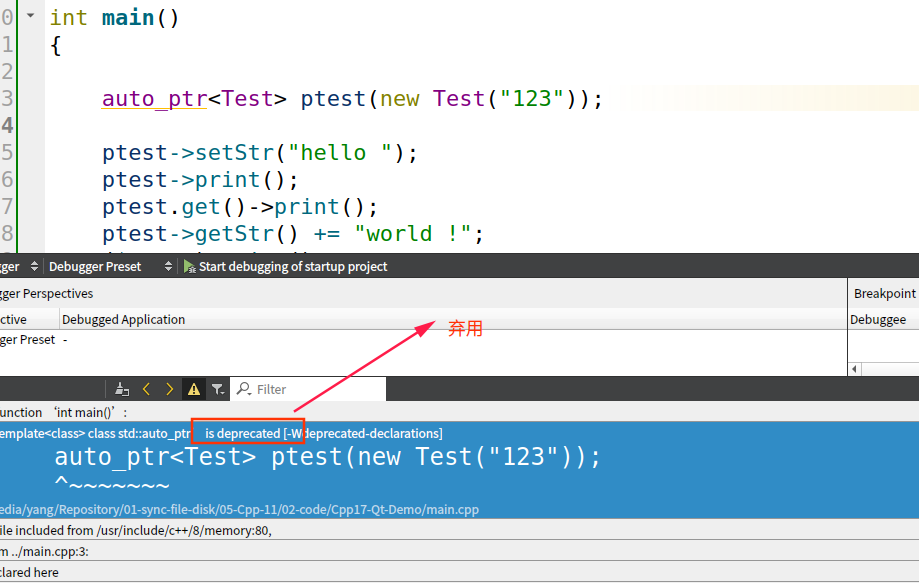 0 int main()
1 {
2
3 auto_ptr<Test> ptest(new Test("123"));
4
5 ptest->setStr("hello ");
6 ptest->print();
7 ptest.get()->print();
8 ptest->getStr() += "world !";
gger Debugger Preset Start debugging of startup project
gger Perspectives Breakpoint
ctive Debugged Application Debuggee
ger Preset -
弃用
Filter
unction ‘int main()’:
emplate<class> class std::auto_ptr is deprecated [-Wdeprecated-declarations]
auto_ptr<Test> ptest(new Test("123"));
^~~~~~~~
edia/yang/Repository/01-sync-file-disk/05-Cpp-11/02-code/Cpp17-Qt-Demo/main.cpp
ile included from /usr/include/c++/8/memory:80,
m ../main.cpp:3:
clared here